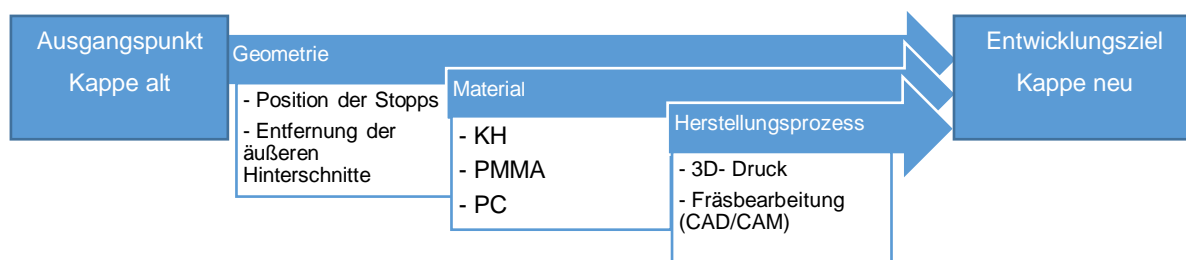 Ausgangspunkt
Kappe alt
Geometrie
- Position der Stopps
- Entfernung der
äußeren
Hinterschnitte
Material
- KH
- PMMA
- PC
Herstellungsprozess
- 3D- Druck
- Fräsbearbeitung
(CAD/CAM)
Entwicklungsziel
Kappe neu